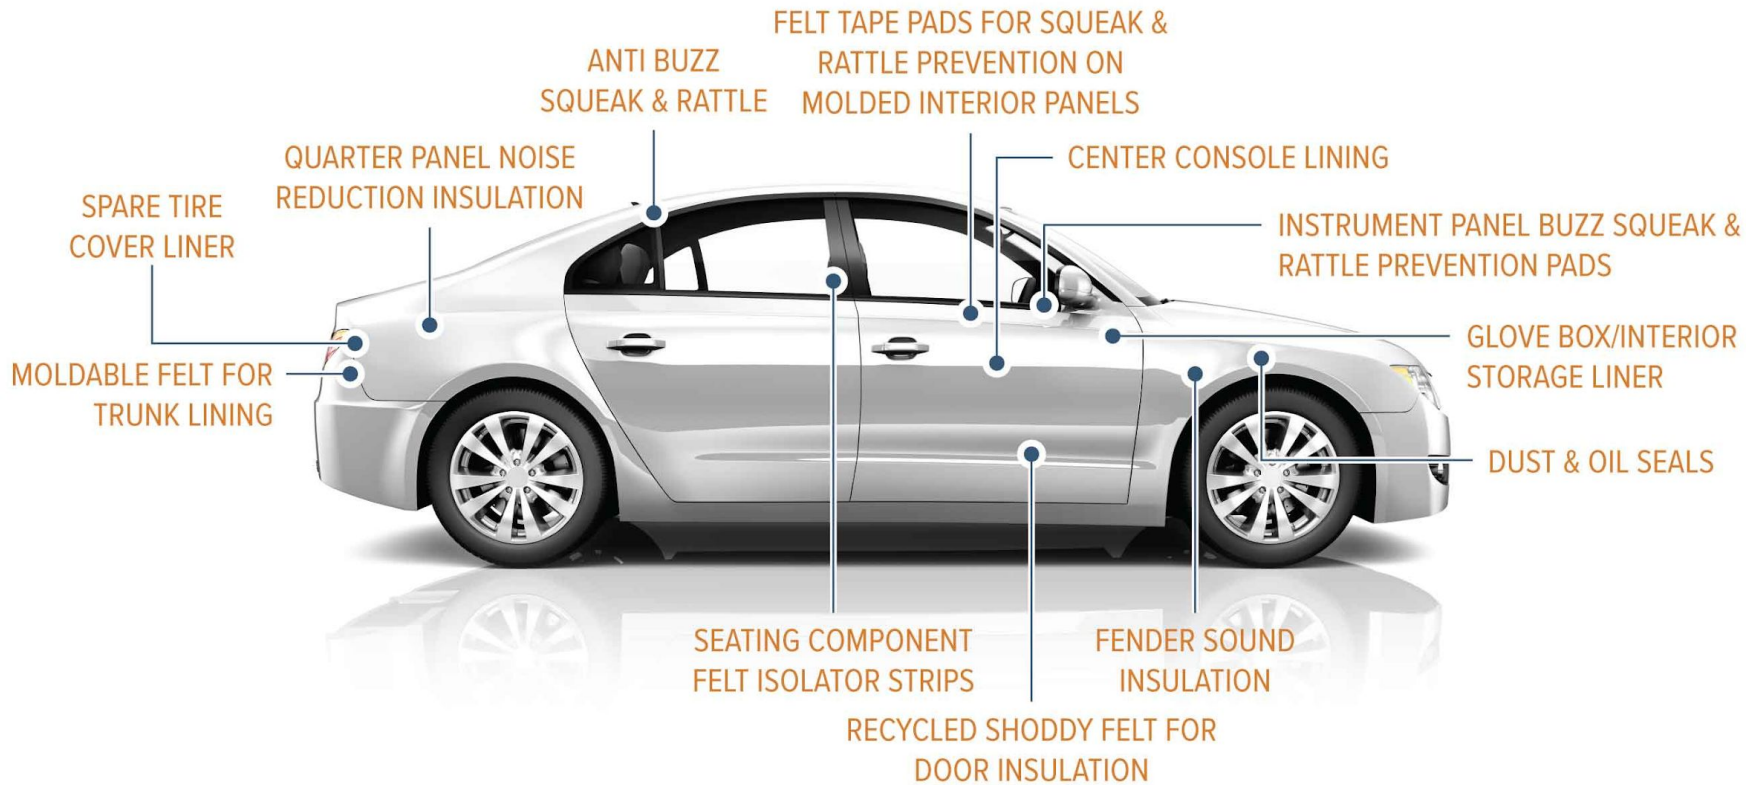 FELT TAPE PADS FOR SQUEAK &
RATTLE PREVENTION ON
MOLDED INTERIOR PANELS
ANTI BUZZ
SQUEAK & RATTLE
QUARTER PANEL NOISE
REDUCTION INSULATION
CENTER CONSOLE LINING
SPARE TIRE
COVER LINER
INSTRUMENT PANEL BUZZ SQUEAK &
RATTLE PREVENTION PADS
MOLDABLE FELT FOR
TRUNK LINING
GLOVE BOX/INTERIOR
STORAGE LINER
DUST & OIL SEALS
SEATING COMPONENT
FELT ISOLATOR STRIPS
FENDER SOUND
INSULATION
RECYCLED SHODDY FELT FOR
DOOR INSULATION